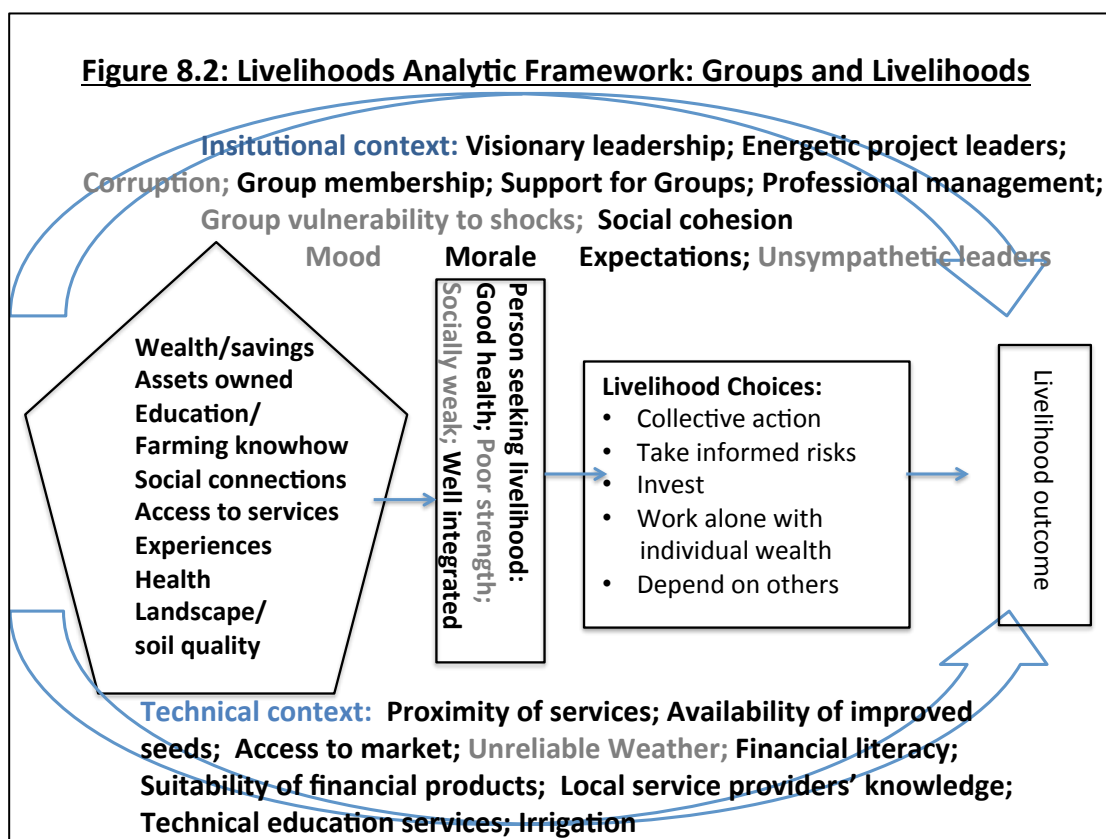 Figure 8.2: Livelihoods Analytic Framework: Groups and Livelihoods
Insitutional context: Visionary leadership; Energetic project leaders;
Corruption; Group membership; Support for Groups; Professional management;
Group vulnerability to shocks; Social cohesion
Mood Morale Expectations; Unsympathetic leaders
Wealth/savings
Assets owned
Education/
Farming knowhow
Social connections
Access to services
Experiences
Health
Landscape/
soil quality
Person seeking livelihood:
Good health; Poor strength;
Socially weak; Well integrated
Livelihood Choices:
• Collective action
• Take informed risks
• Invest
• Work alone with
individual wealth
• Depend on others
Livelihood outcome
Technical context: Proximity of services; Availability of improved
seeds; Access to market; Unreliable Weather; Financial literacy;
Suitability of financial products; Local service providers' knowledge;
Technical education services; Irrigation